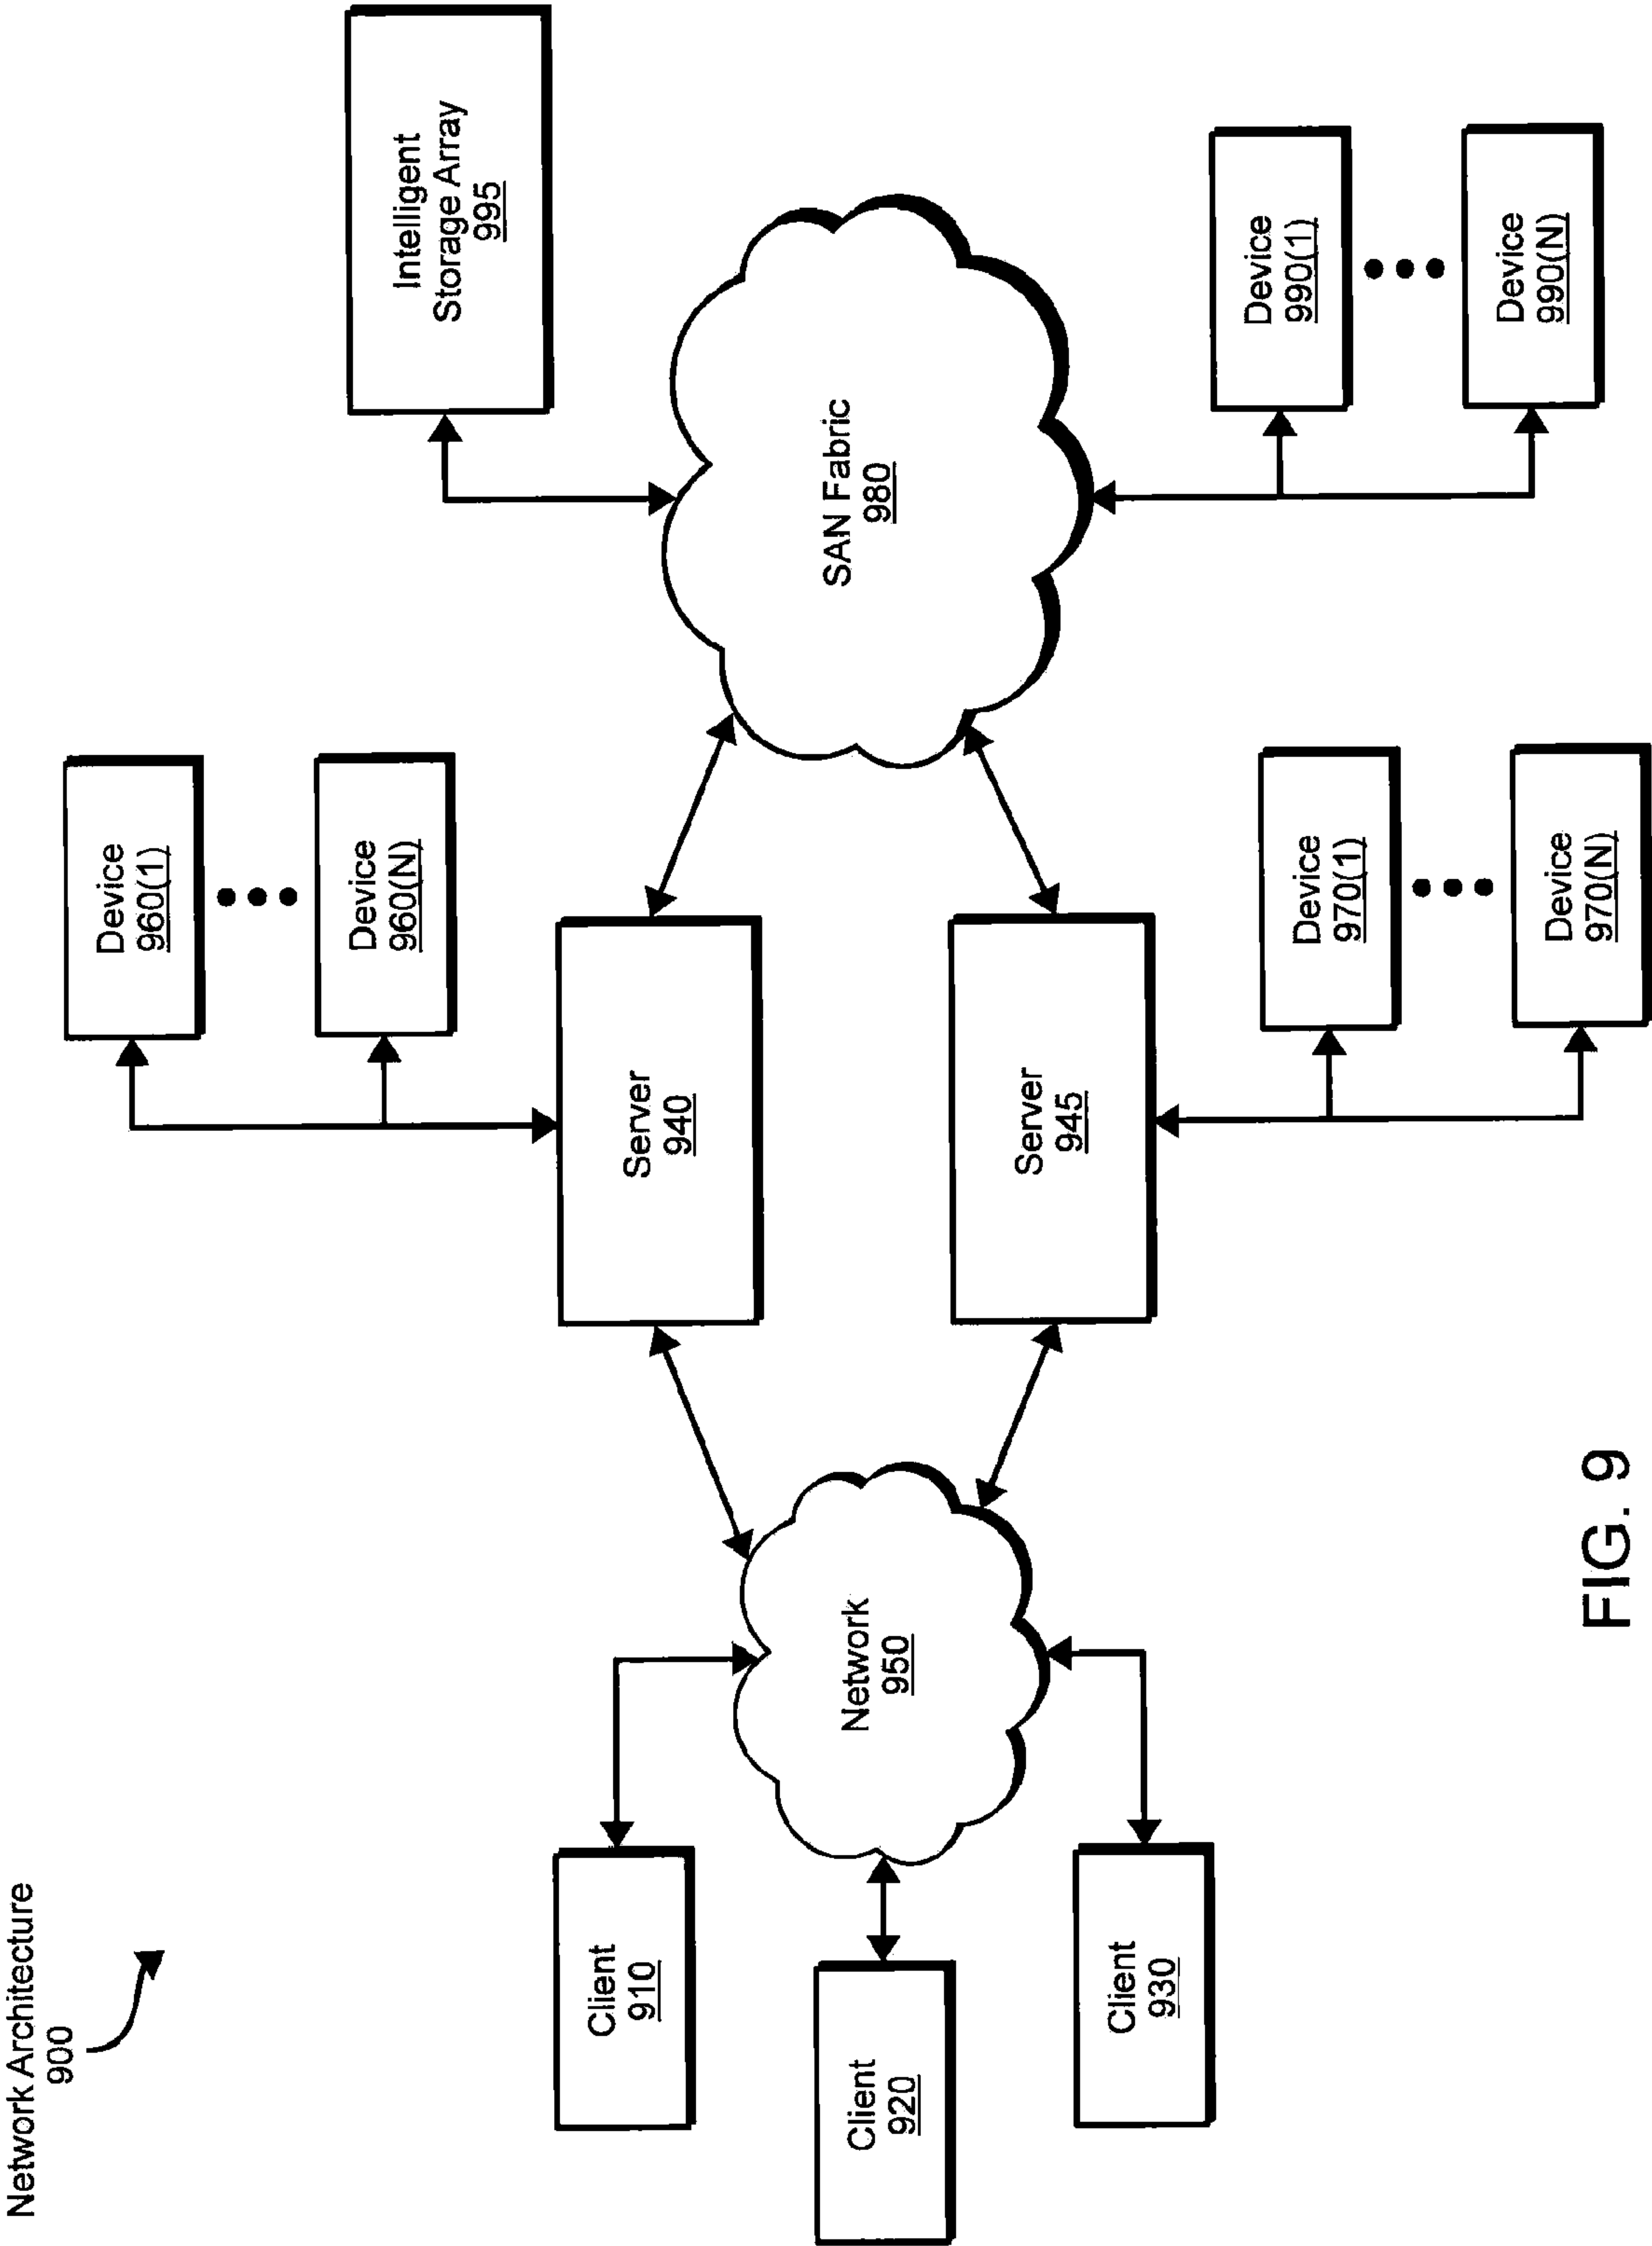 Network Architecture
900
Device
960(1)
Device
960(N)
Intelligent
Storage Array
995
Client
910
Server
940
Client
920
Network
950
SAN Fabric
980
Client
930
Server
945
Device
970(1)
Device
970(N)
Device
990(1)
Device
990(N)
FIG. 9